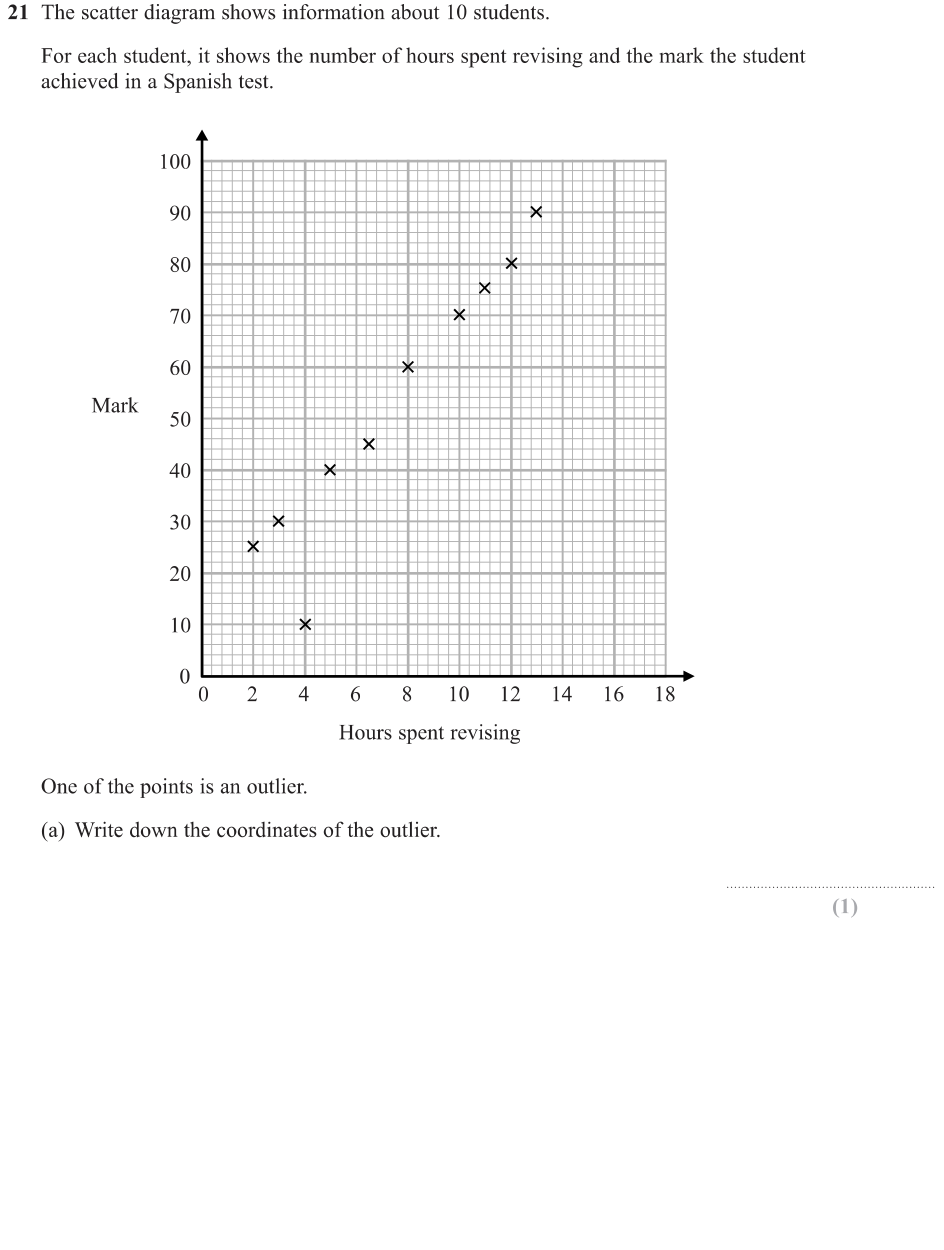 21 The scatter diagram shows information about 10 students.
For each student, it shows the number of hours spent revising and the mark the student
achieved in a Spanish test.
100
90
80
70
60
Mark
50
40
30
20
10
0
0 2 4 6 8 10 12 14 16 18
Hours spent revising
One of the points is an outlier.
(a) Write down the coordinates of the outlier.
(1)